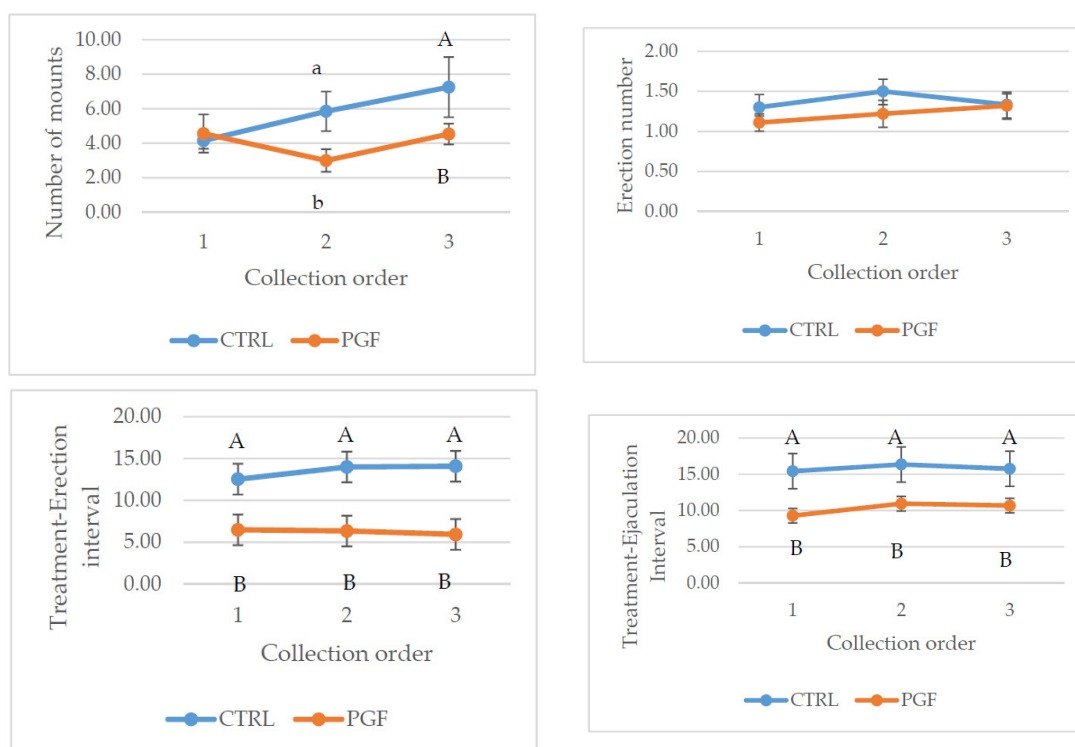 Number of mounts
10.00
8.00
6.00
4.00
2.00
0.00
A
a
b
B
1 2 3
Collection order
CTRL PGF
Erection number
2.00
1.50
1.00
0.50
0.00
1 2 3
Collection order
CTRL PGF
Treatment-Erection
interval
20.00
15.00
10.00
5.00
0.00
A A A
B B B
1 2 3
Collection order
CTRL PGF
Treatment-Ejaculation
Interval
20.00
15.00
10.00
5.00
0.00
A A A
B B B
1 2 3
Collection order
CTRL PGF